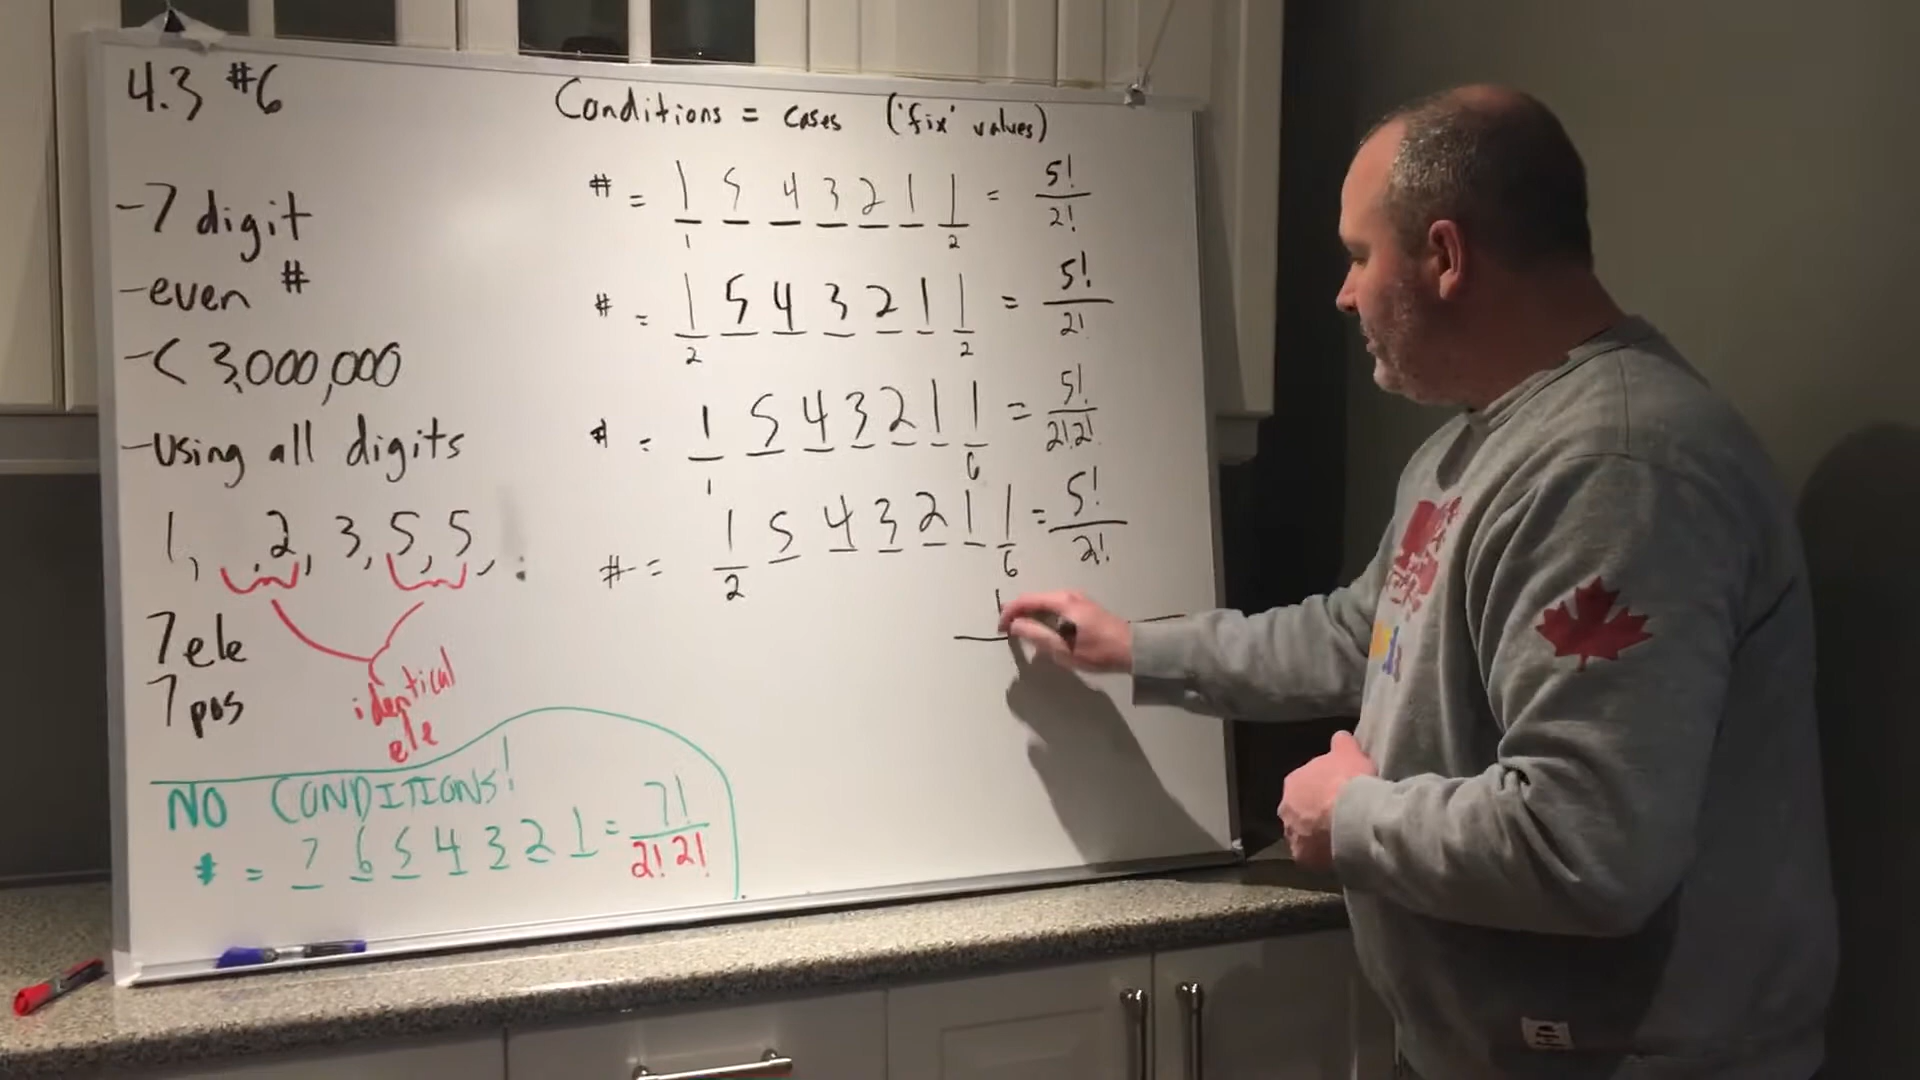 4.3 #6
-7 digit
-even #
-< 3,000,000
-using all digits
1, , 2, 3, 5, 5,
7 ele
7 pos
identical
ele
NO CONDITIONS!
# = 7 6 5 4 3 2 1 = 7!
2! 2!
Conditions = cases ('fix' values)
# = 1 5 4 3 2 1 1 = 5!
1 2 2!
# = 1 5 4 3 2 1 1 = 5!
2 2 2!
# = 1 5 4 3 2 1 1 = 5!
1 6 2! 2!
# = 1 5 4 3 2 1 1 = 5!
2 6 2!